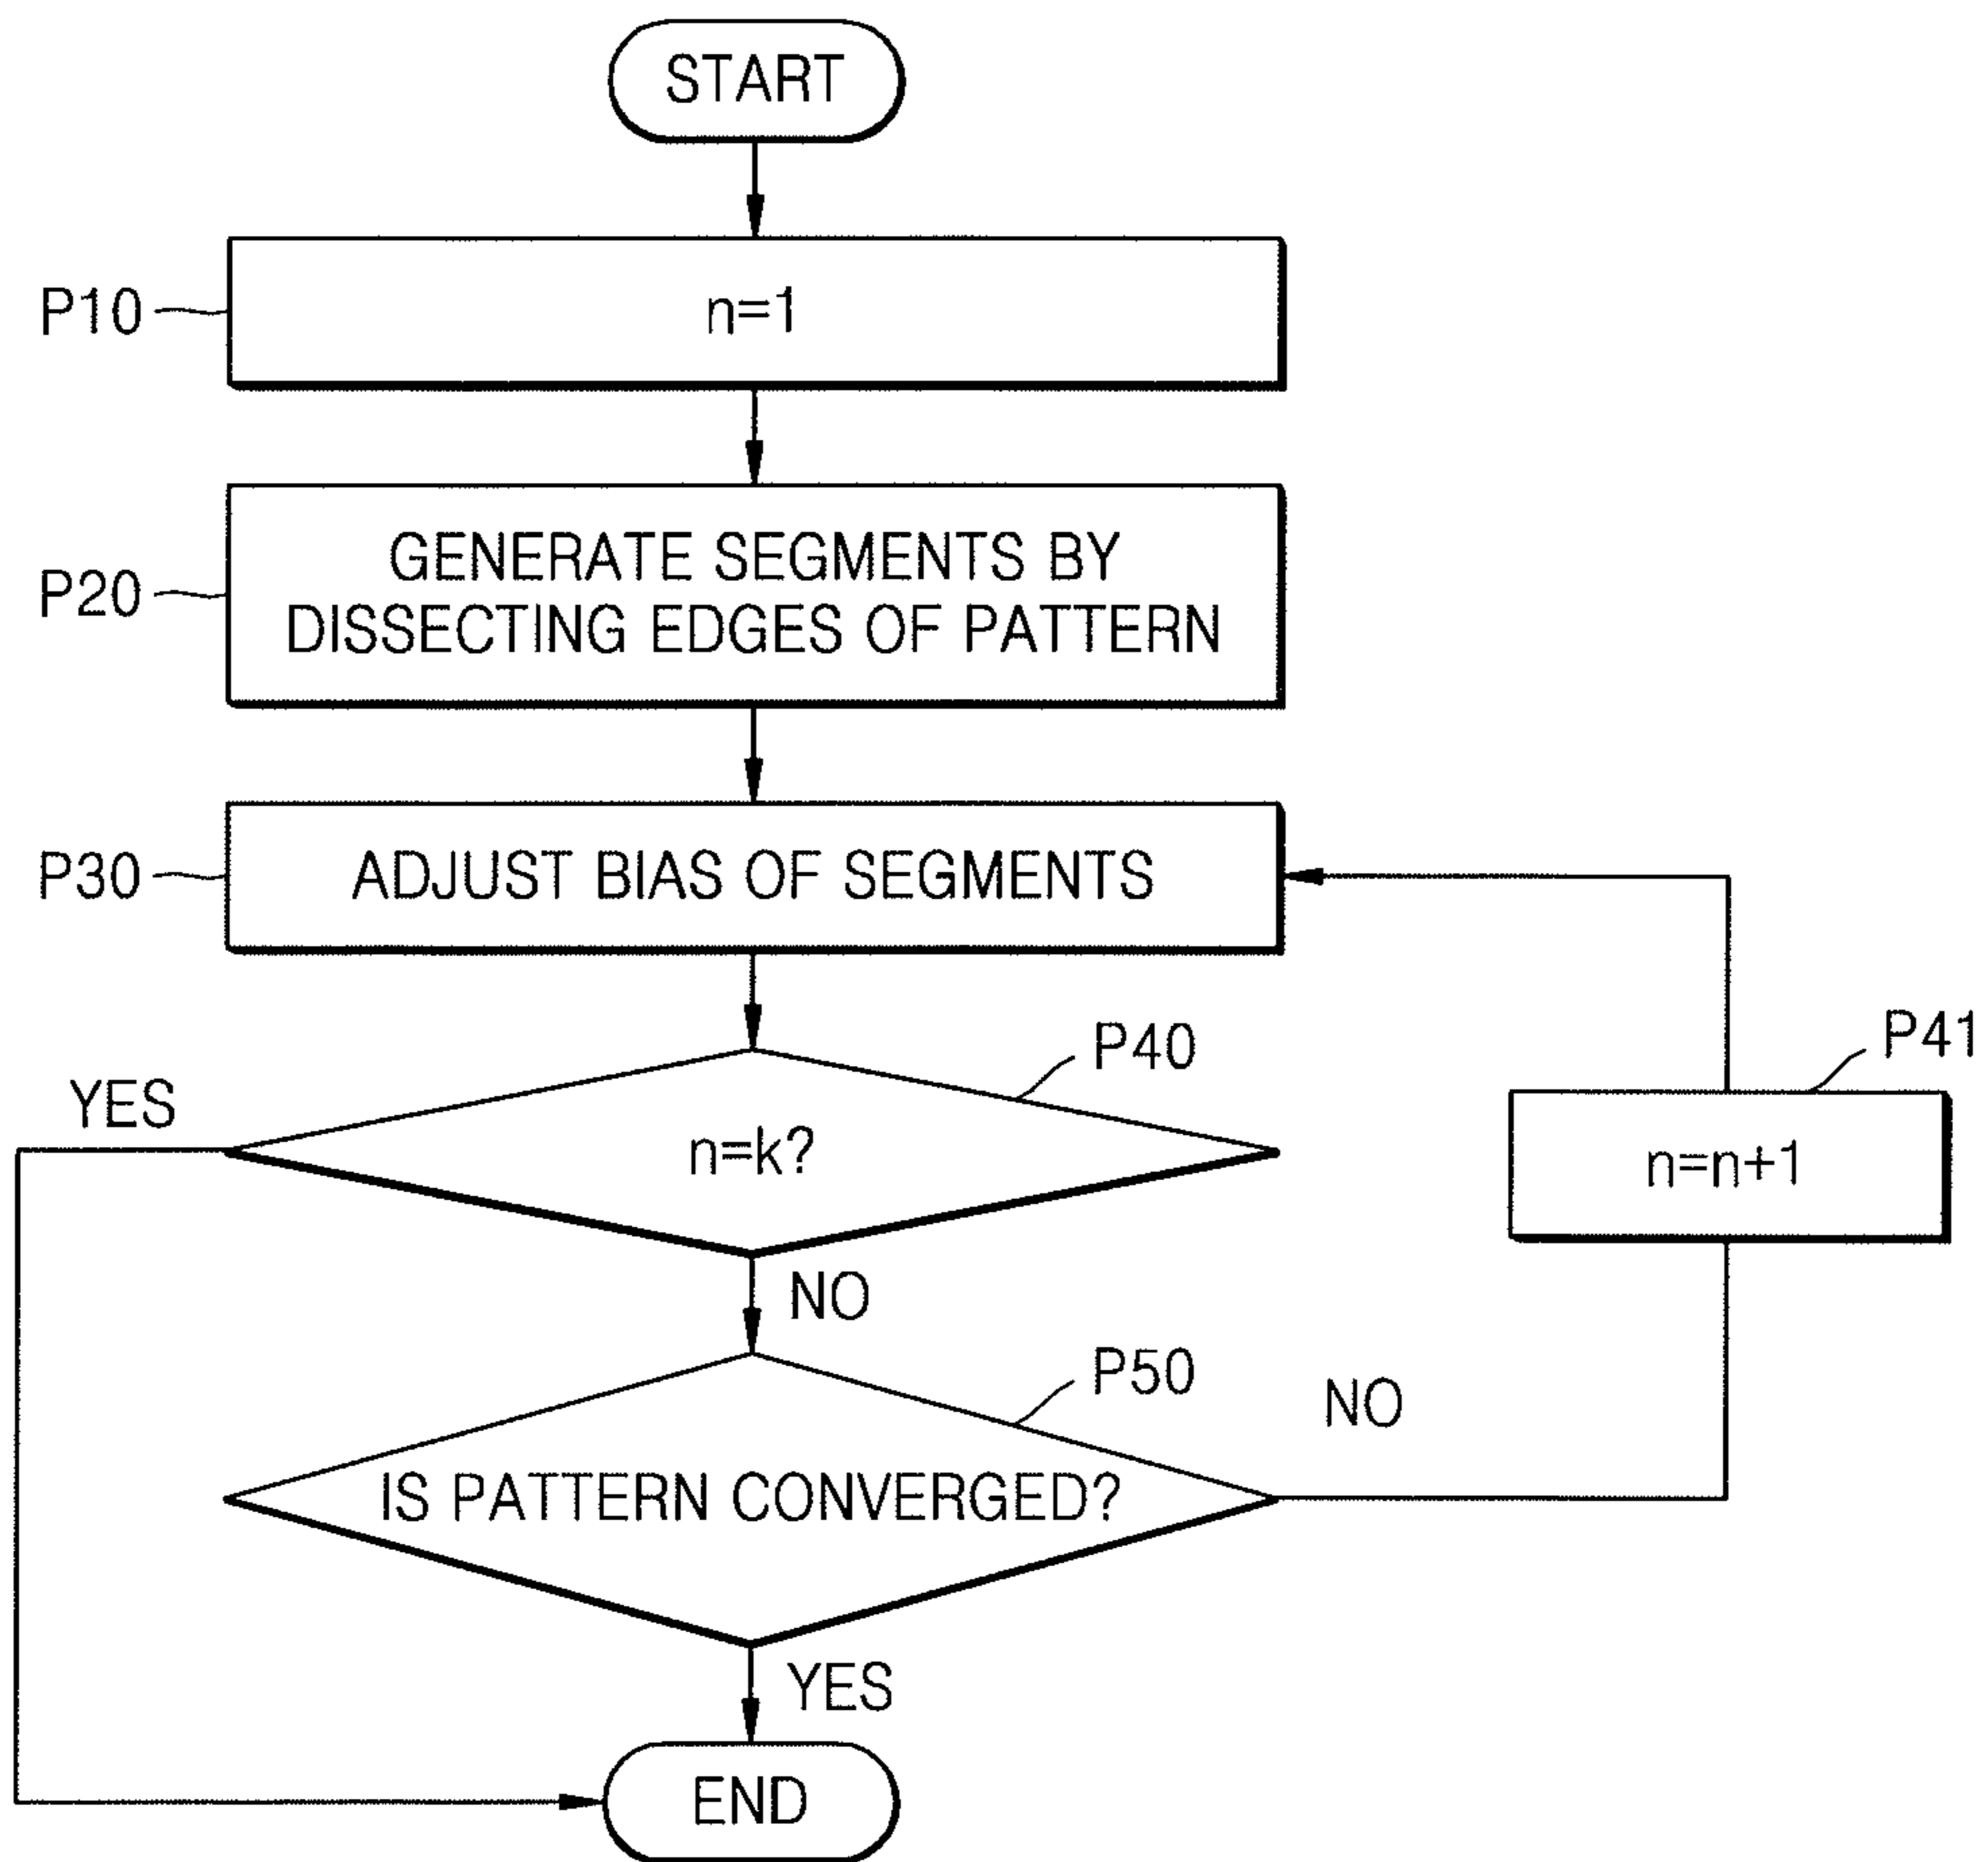 START
P10
n=1
P20
GENERATE SEGMENTS BY
DISSECTING EDGES OF PATTERN
P30
ADJUST BIAS OF SEGMENTS
P40
P41
YES
n=k?
n=n+1
NO
P50
NO
IS PATTERN CONVERGED?
YES
END